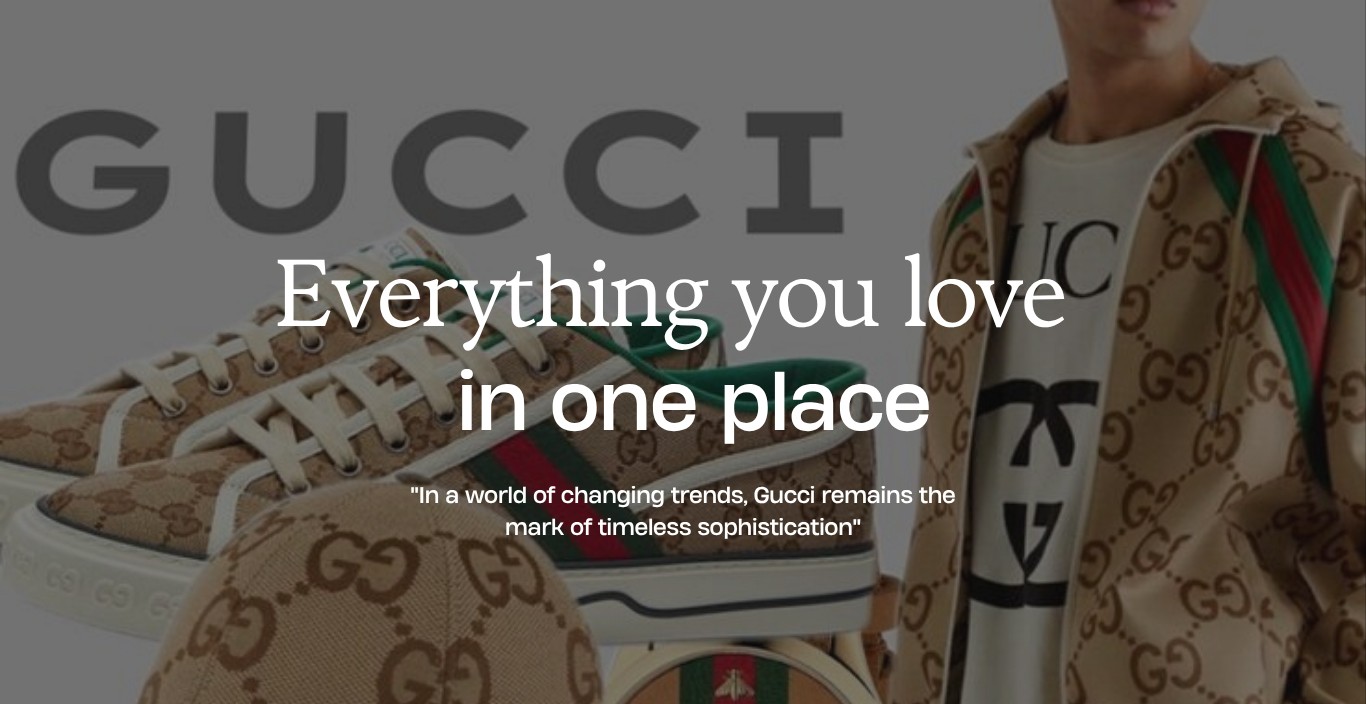 GUCCI
UC
Everything you love
in one place
"In a world of changing trends, Gucci remains the
mark of timeless sophistication"